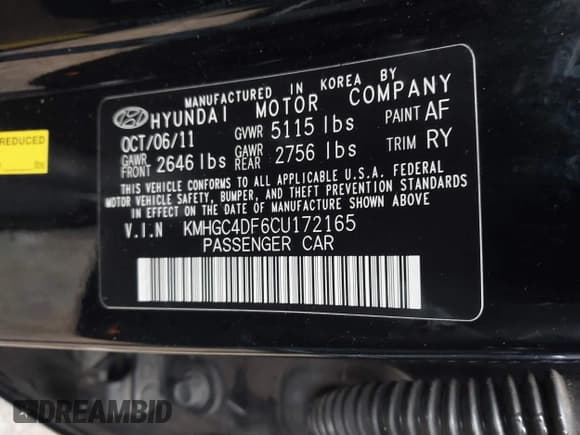 MANUFACTURED IN KOREA BY
HYUNDAI MOTOR COMPANY
OCT/06/11 GVWR 5115 lbs PAINT AF
GAWR FRONT 2646 lbs GAWR REAR 2756 lbs TRIM RY
THIS VEHICLE CONFORMS TO ALL APPLICABLE U.S.A. FEDERAL
MOTOR VEHICLE SAFETY, BUMPER, AND THEFT PREVENTION STANDARDS
IN EFFECT ON THE DATE OF MANUFACTURE SHOWN ABOVE
V.I.N KMHGC4DF6CU172165
PASSENGER CAR
REDUCED
lbs
DREAMBID